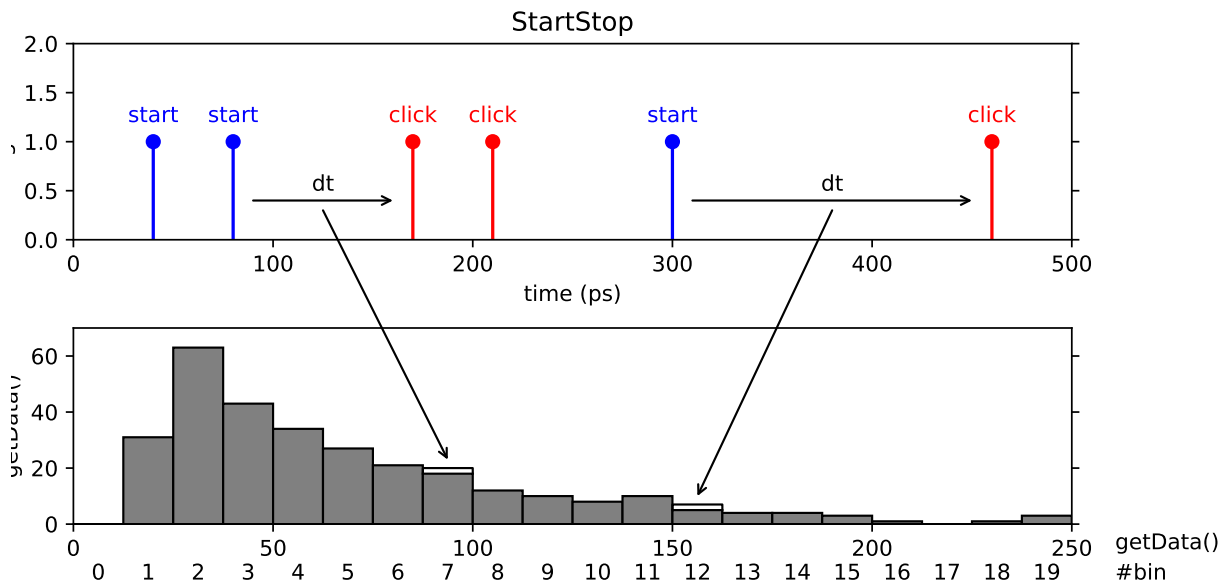 StartStop
2.0
1.5
1.0
0.5
0.0
start start click click start click
dt dt
0 100 200 300 400 500
time (ps)
60
40
20
0
getData()
0 50 100 150 200 250 getData()
0 1 2 3 4 5 6 7 8 9 10 11 12 13 14 15 16 17 18 19 #bin